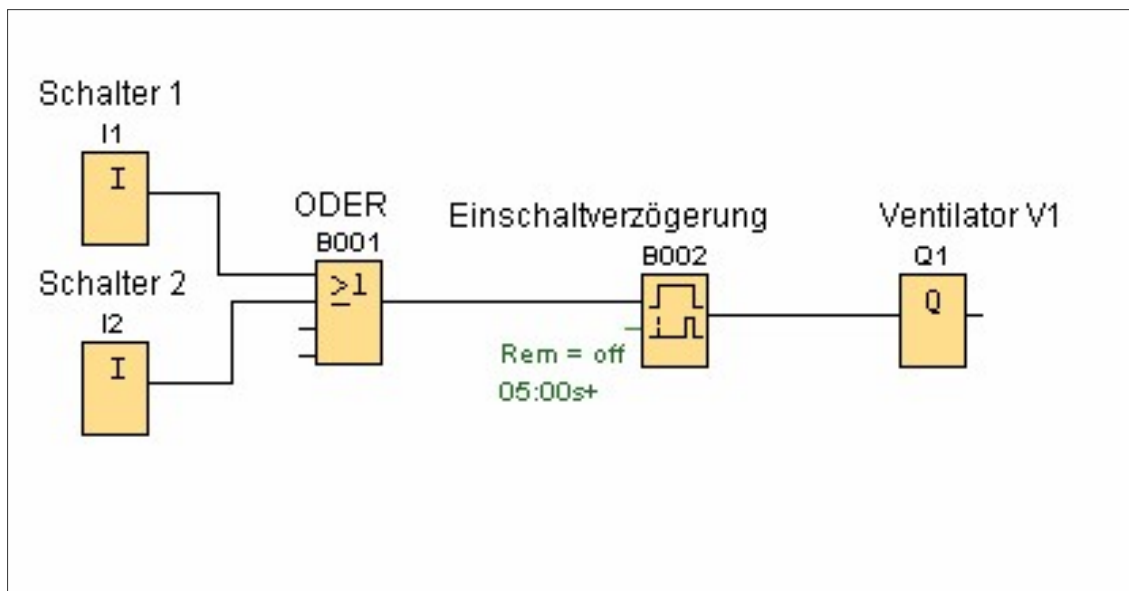 Schalter 1
I1
I
ODER
B001
≥1
Schalter 2
I2
I
Einschaltverzögerung
B002
Rem = off
05:00s+
Ventilator V1
Q1
Q